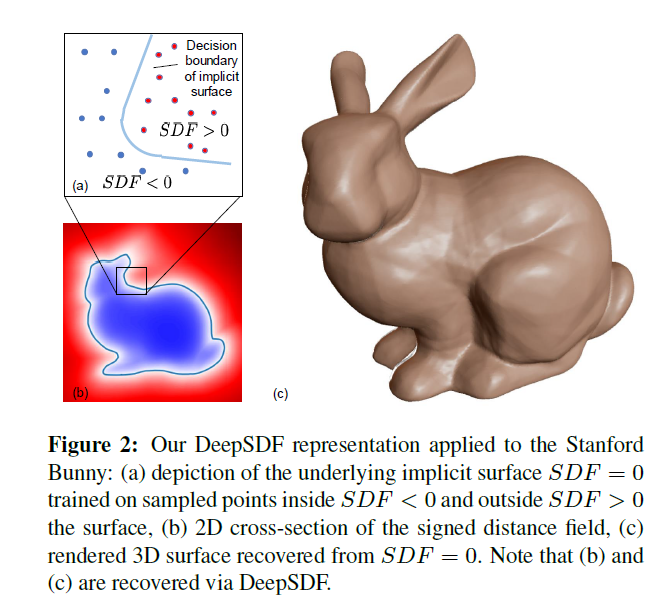 Decision
boundary
of implicit
surface
SDF > 0
(a) SDF < 0
(b)
(c)
Figure 2: Our DeepSDF representation applied to the Stanford
Bunny: (a) depiction of the underlying implicit surface SDF = 0
trained on sampled points inside SDF < 0 and outside SDF > 0
the surface, (b) 2D cross-section of the signed distance field, (c)
rendered 3D surface recovered from SDF = 0. Note that (b) and
(c) are recovered via DeepSDF.